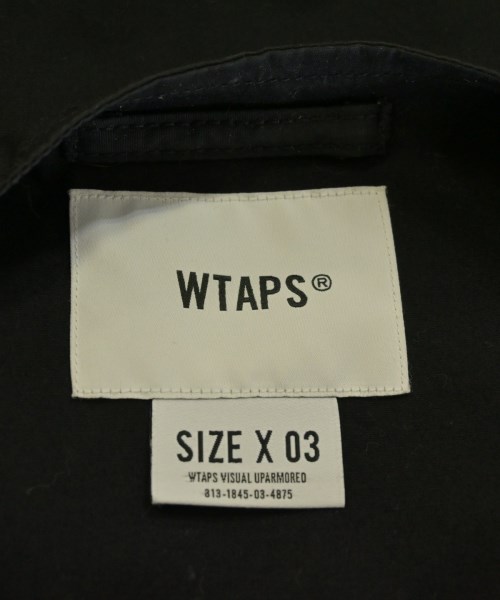 WTAPS®
SIZE X 03
WTAPS VISUAL UPARMORED
813-1845-03-4875